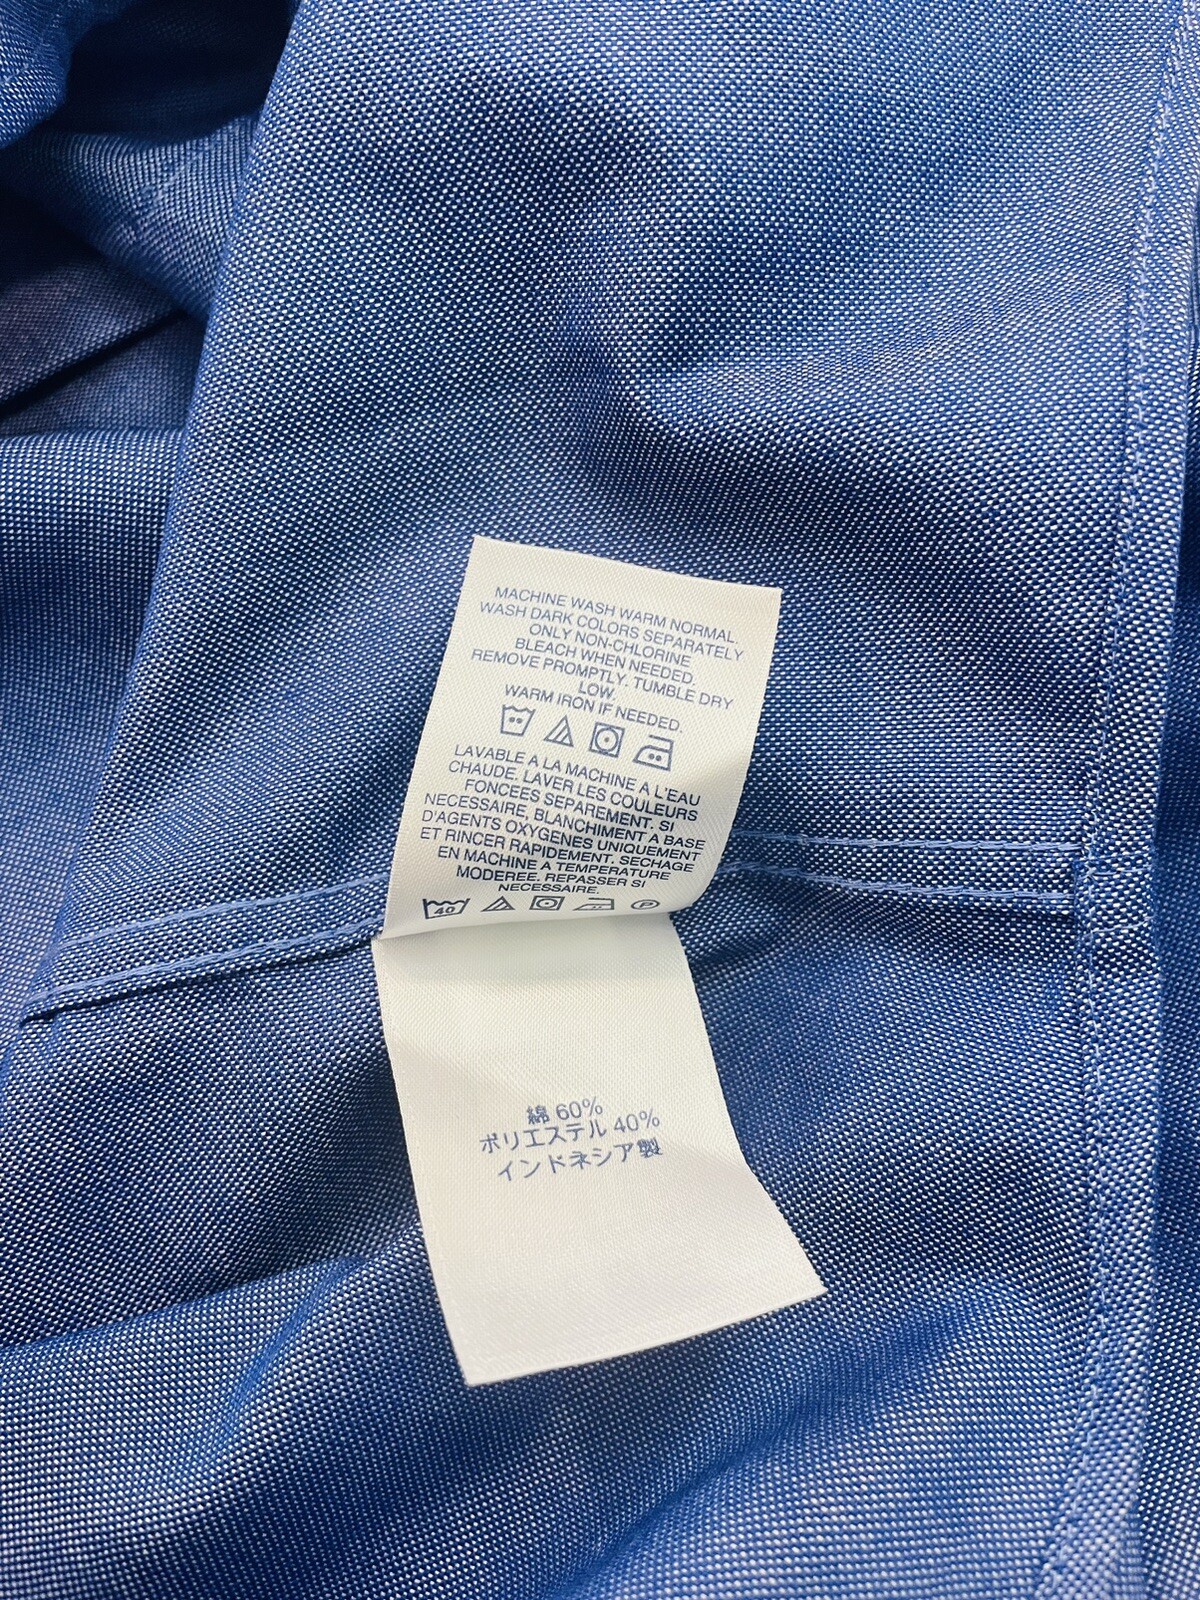 MACHINE WASH WARM NORMAL.
WASH DARK COLORS SEPARATELY
ONLY NON-CHLORINE
BLEACH WHEN NEEDED.
REMOVE PROMPTLY. TUMBLE DRY
LOW.
WARM IRON IF NEEDED.
LAVABLE A LA MACHINE A L'EAU
CHAUDE. LAVER LES COULEURS
FONCEES SEPAREMENT. SI
NECESSAIRE, BLANCHIMENT A BASE
D'AGENTS OXYGENES UNIQUEMENT
ET RINCER RAPIDEMENT. SECHAGE
EN MACHINE A TEMPERATURE
MODEREE. REPASSER SI
NECESSAIRE.
40 P
綿 60%
ポリエステル 40%
インドネシア製